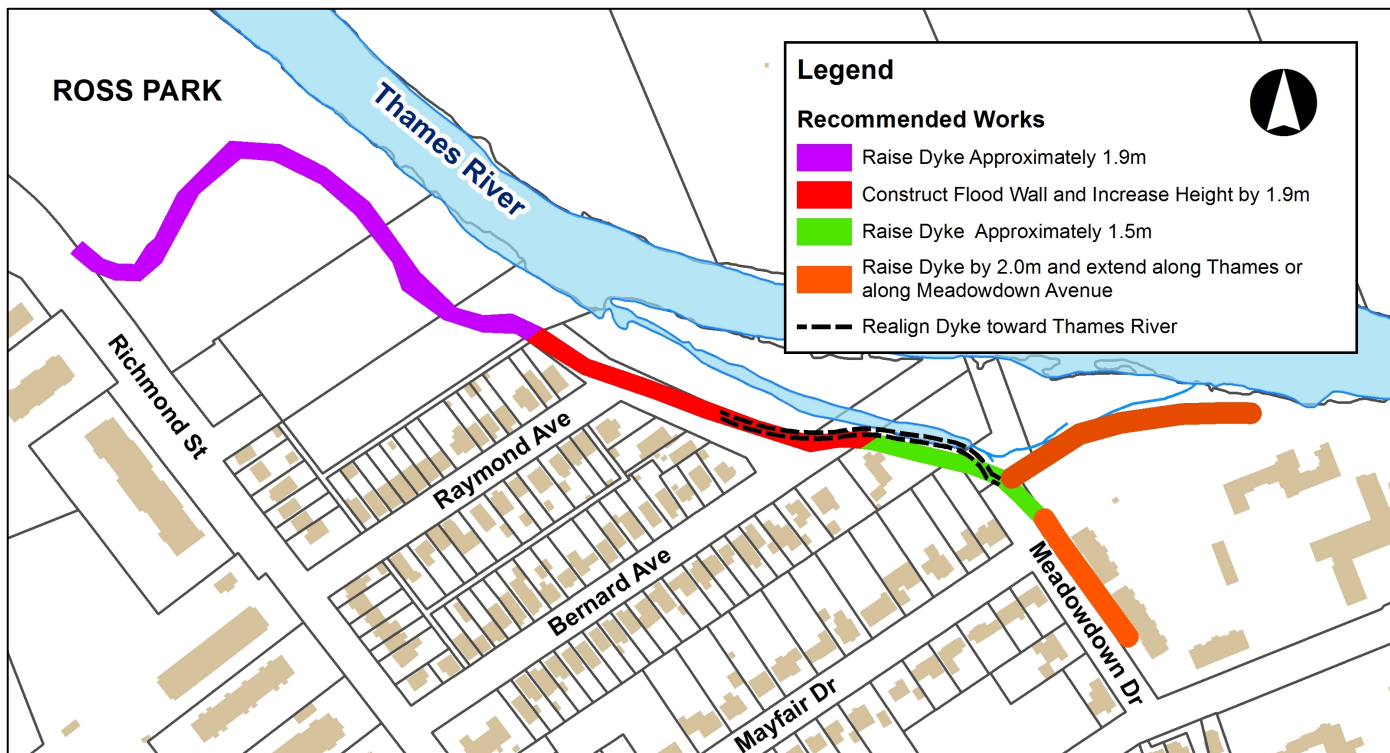 ROSS PARK
Thames River
Legend
Recommended Works
Raise Dyke Approximately 1.9m
Construct Flood Wall and Increase Height by 1.9m
Raise Dyke Approximately 1.5m
Raise Dyke by 2.0m and extend along Thames or
along Meadowdown Avenue
Realign Dyke toward Thames River
Richmond St
Raymond Ave
Bernard Ave
Mayfair Dr
Meadowdown Dr